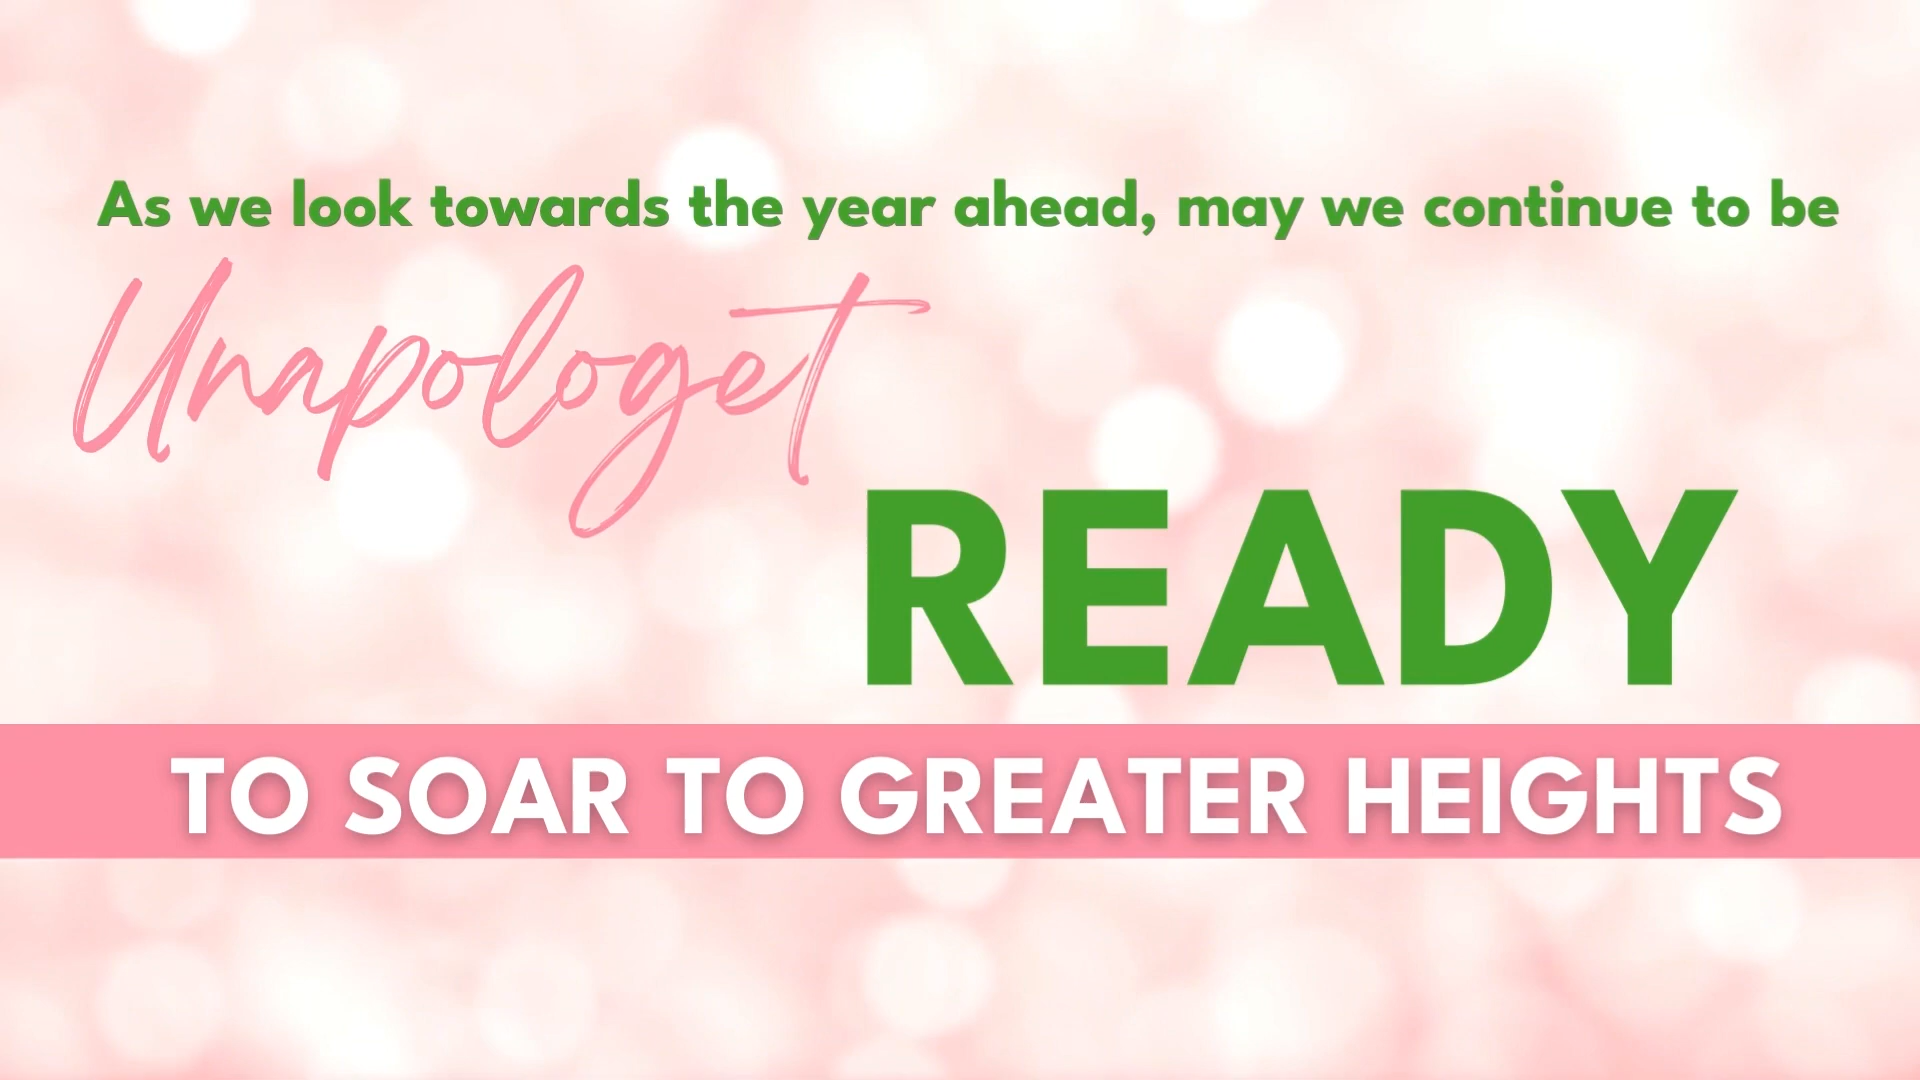 As we look towards the year ahead, may we continue to be
Unapologet
READY
TO SOAR TO GREATER HEIGHTS